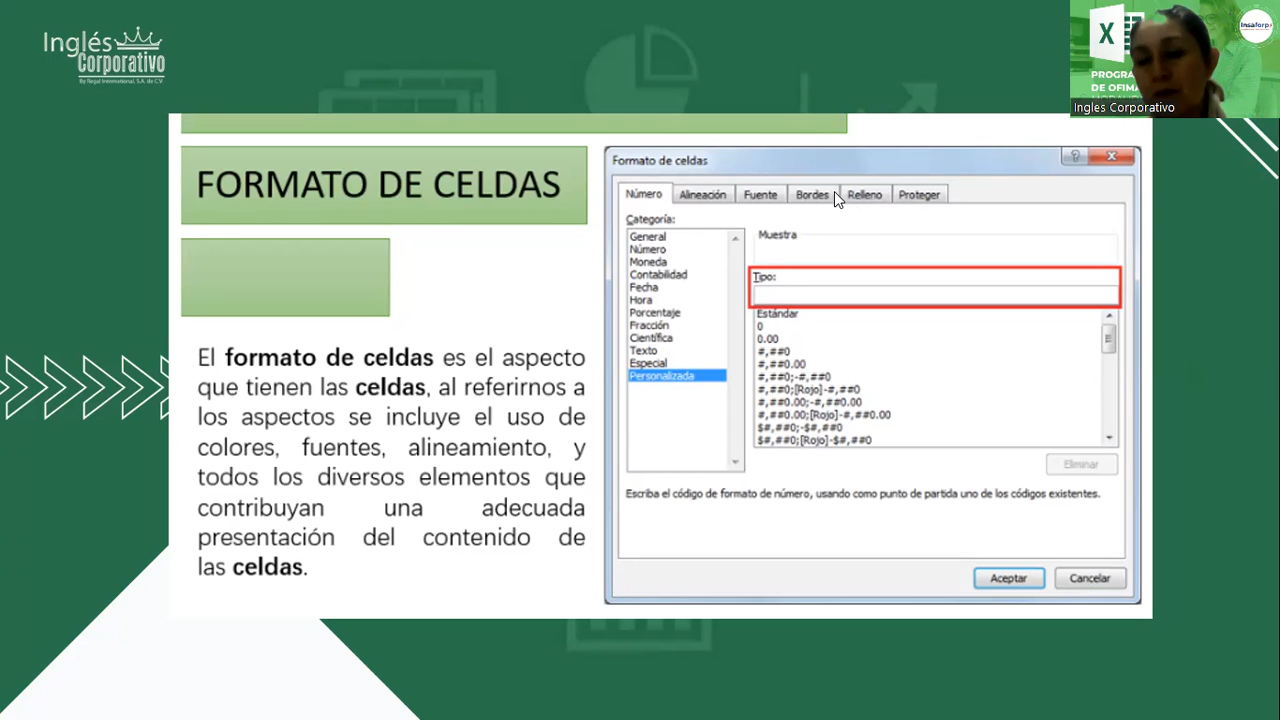 Inglés
Corporativo
By Regal International, S.A. de C.V.
X
Insaforp
PROGRA
DE OFIMA
Ingles Corporativo
FORMATO DE CELDAS
El formato de celdas es el aspecto
que tienen las celdas, al referirnos a
los aspectos se incluye el uso de
colores, fuentes, alineamiento, y
todos los diversos elementos que
contribuyan una adecuada
presentación del contenido de
las celdas.
Formato de celdas
?
Número Alineación Fuente Bordes Relleno Proteger
Categoría:
General
Número
Moneda
Contabilidad
Fecha
Hora
Porcentaje
Fracción
Científica
Texto
Especial
Personalizada
Muestra
Tipo:
Estándar
0
0.00
#,##0
#,##0.00
#,##0;-#,##0
#,##0;[Rojo]-#,##0
#,##0.00;-#,##0.00
#,##0.00;[Rojo]-#,##0.00
$#,##0;-$#,##0
$#,##0;[Rojo]-$#,##0
Eliminar
Escriba el código de formato de número, usando como punto de partida uno de los códigos existentes.
Aceptar Cancelar